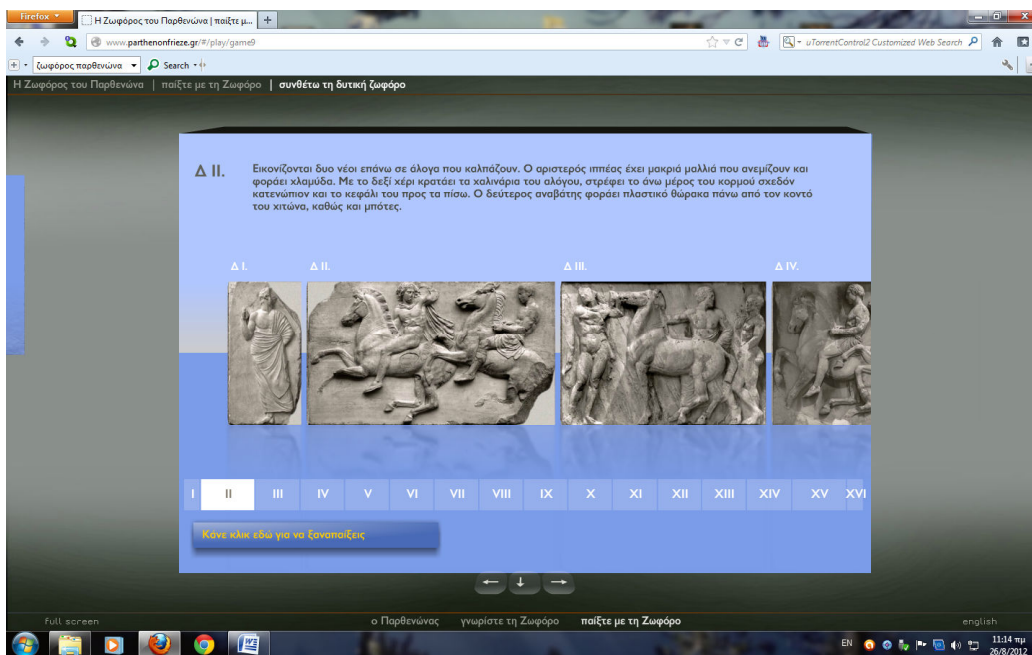 Firefox
Η Ζωφόρος του Παρθενώνα | παίξτε μ...
www.parthenonfrieze.gr/#/play/game9
uTorrentControl2 Customized Web Search
ζωφόρος παρθενώνα
Search
Η Ζωφόρος του Παρθενώνα | παίξτε με τη Ζωφόρο | συνθέτω τη δυτική ζωφόρο
Δ II.
Εικονίζονται δυο νέοι επάνω σε άλογα που καλπάζουν. Ο αριστερός ιππέας έχει μακριά μαλλιά που ανεμίζουν και
φοράει χλαμύδα. Με το δεξί χέρι κρατάει τα χαλινάρια του αλόγου, στρέφει το άνω μέρος του κορμού σχεδόν
κατενώπιον και το κεφάλι του προς τα πίσω. Ο δεύτερος αναβάτης φοράει πλαστικό θώρακα πάνω από τον κοντό
του χιτώνα, καθώς και μπότες.
Δ I. Δ II. Δ III. Δ IV.
I II III IV V VI VII VIII IX X XI XII XIII XIV XV XVI
Κάνε κλικ εδώ για να ξαναπαίξεις
full screen ο Παρθενώνας γνωρίστε τη Ζωφόρο παίξτε με τη Ζωφόρο english
EN 11:14 πμ
26/8/2012